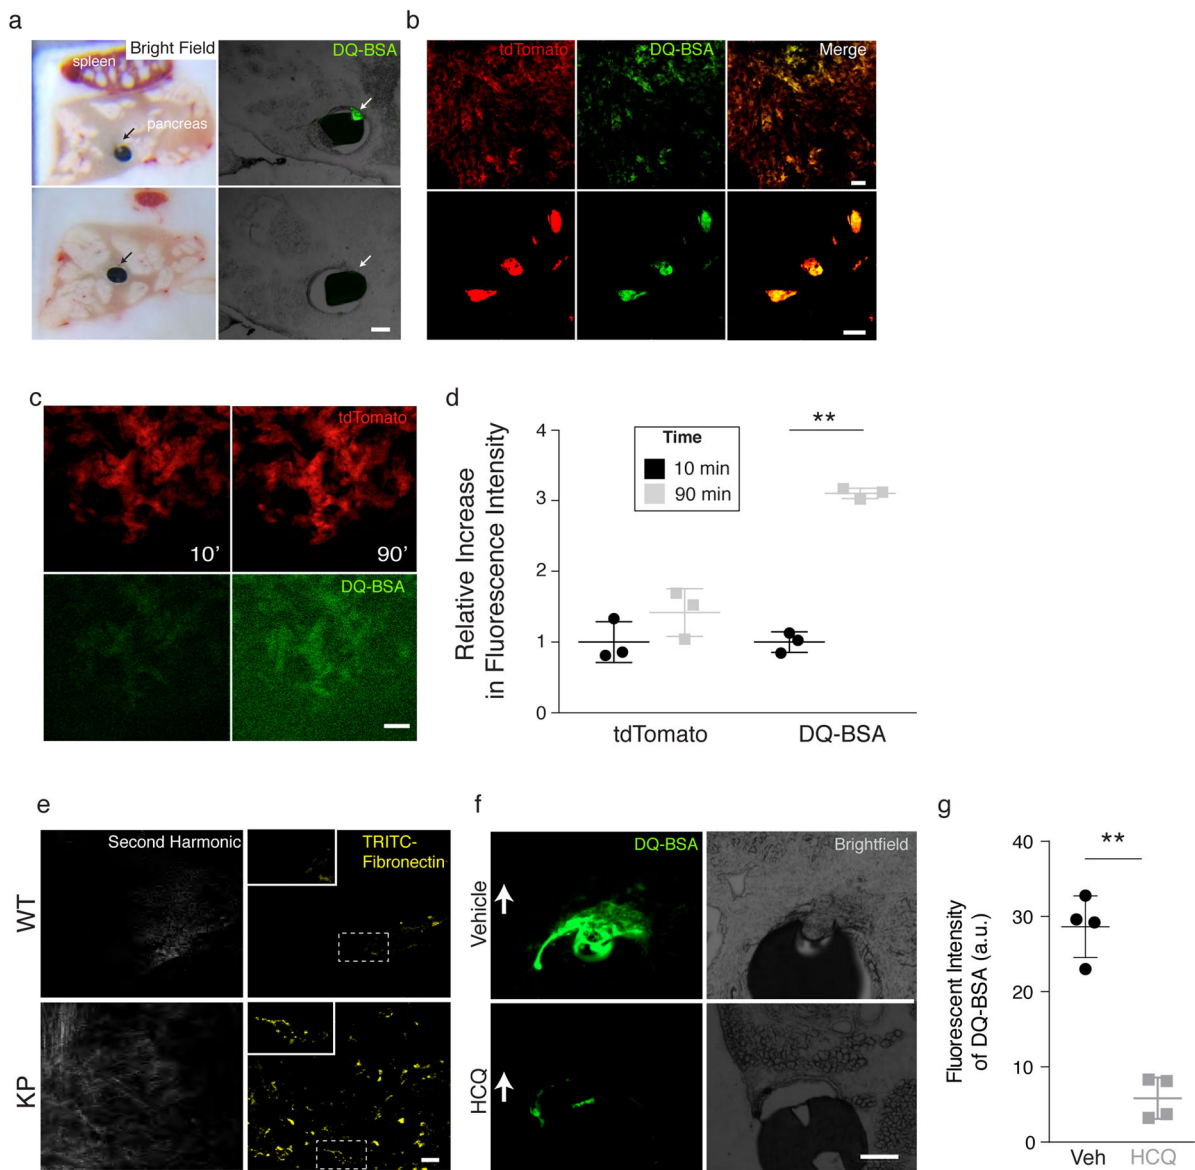 a
Bright Field
spleen
pancreas
DQ-BSA
b
tdTomato
DQ-BSA
Merge
c
tdTomato
10’
90’
DQ-BSA
d
Relative Increase
in Fluorescence Intensity
4
3
2
1
0
Time
10 min
90 min
**
tdTomato
DQ-BSA
e
Second Harmonic
TRITC-
Fibronectin
WT
KP
f
DQ-BSA
Brightfield
Vehicle
HCQ
g
Fluorescent Intensity
of DQ-BSA (a.u.)
40
30
20
10
0
**
Veh
HCQ